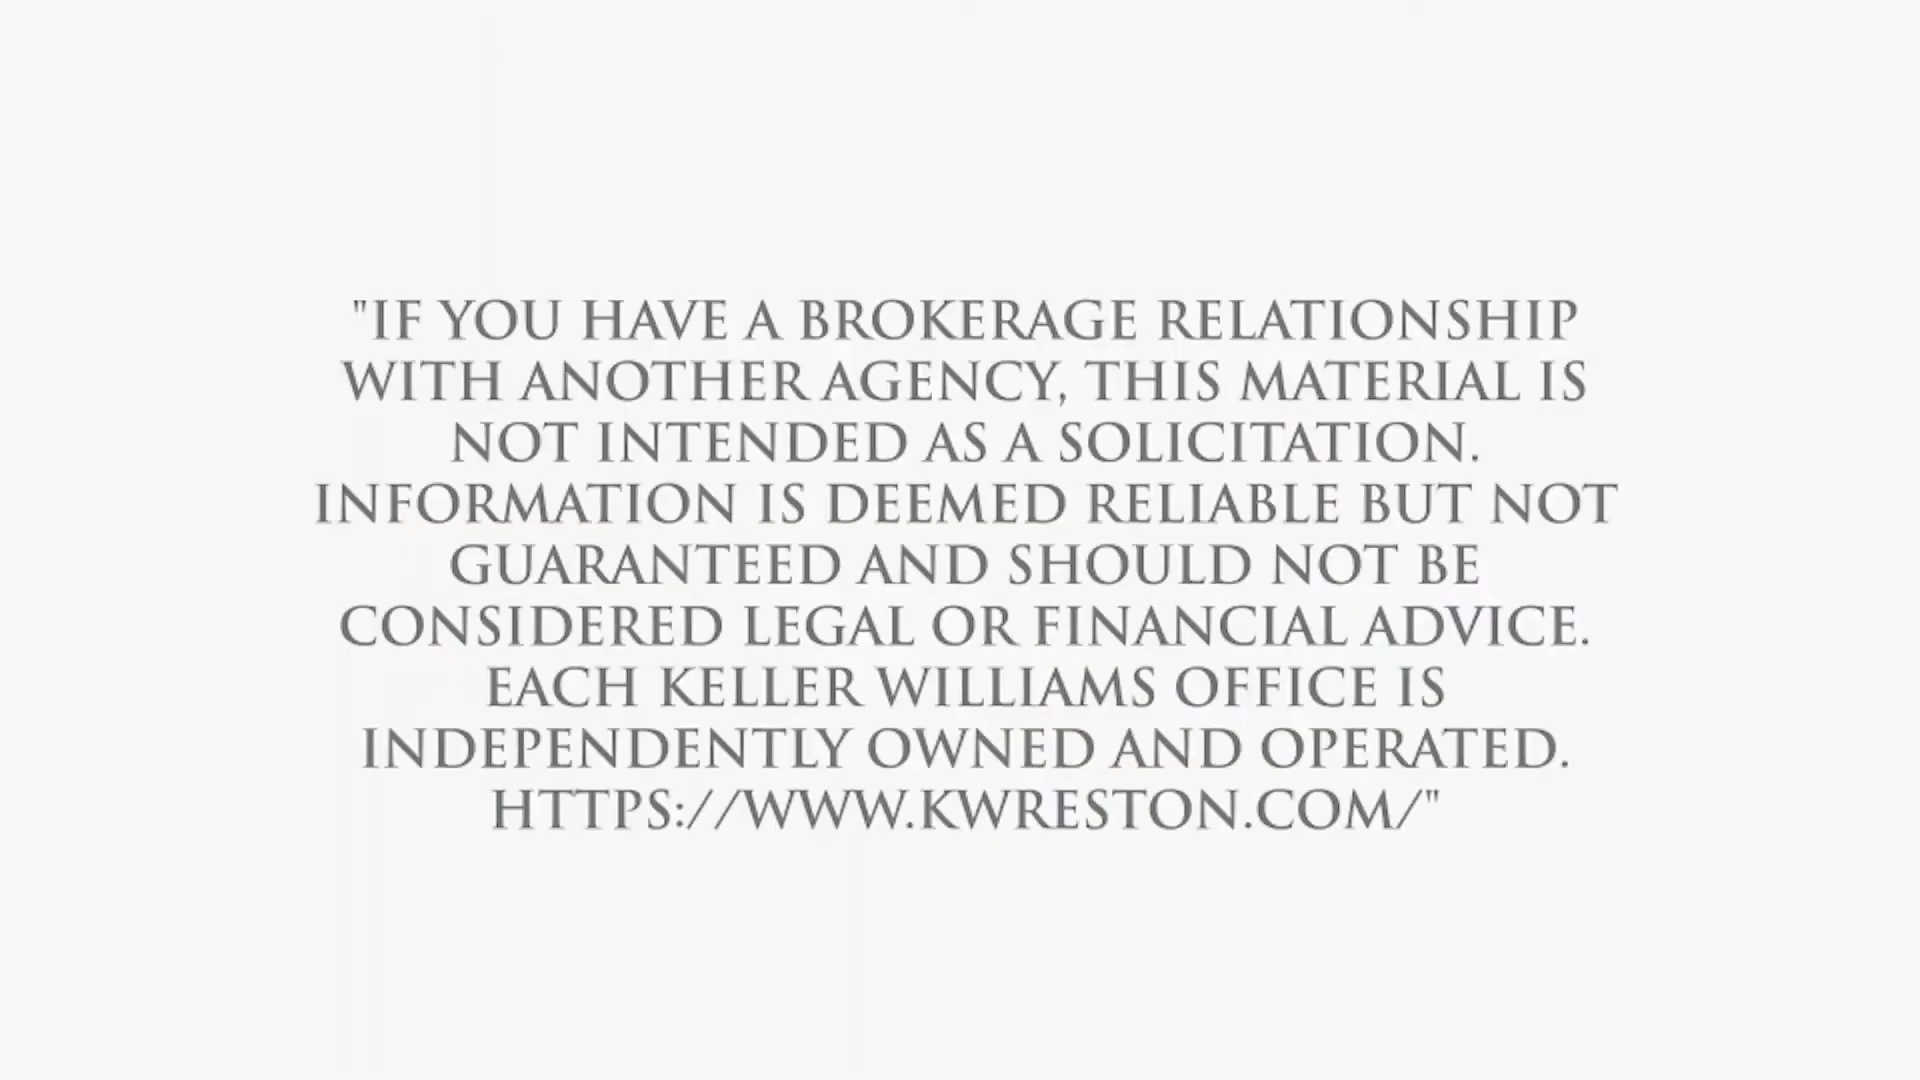 "IF YOU HAVE A BROKERAGE RELATIONSHIP
WITH ANOTHER AGENCY, THIS MATERIAL IS
NOT INTENDED AS A SOLICITATION.
INFORMATION IS DEEMED RELIABLE BUT NOT
GUARANTEED AND SHOULD NOT BE
CONSIDERED LEGAL OR FINANCIAL ADVICE.
EACH KELLER WILLIAMS OFFICE IS
INDEPENDENTLY OWNED AND OPERATED.
HTTPS://WWW.KWRESTON.COM/"